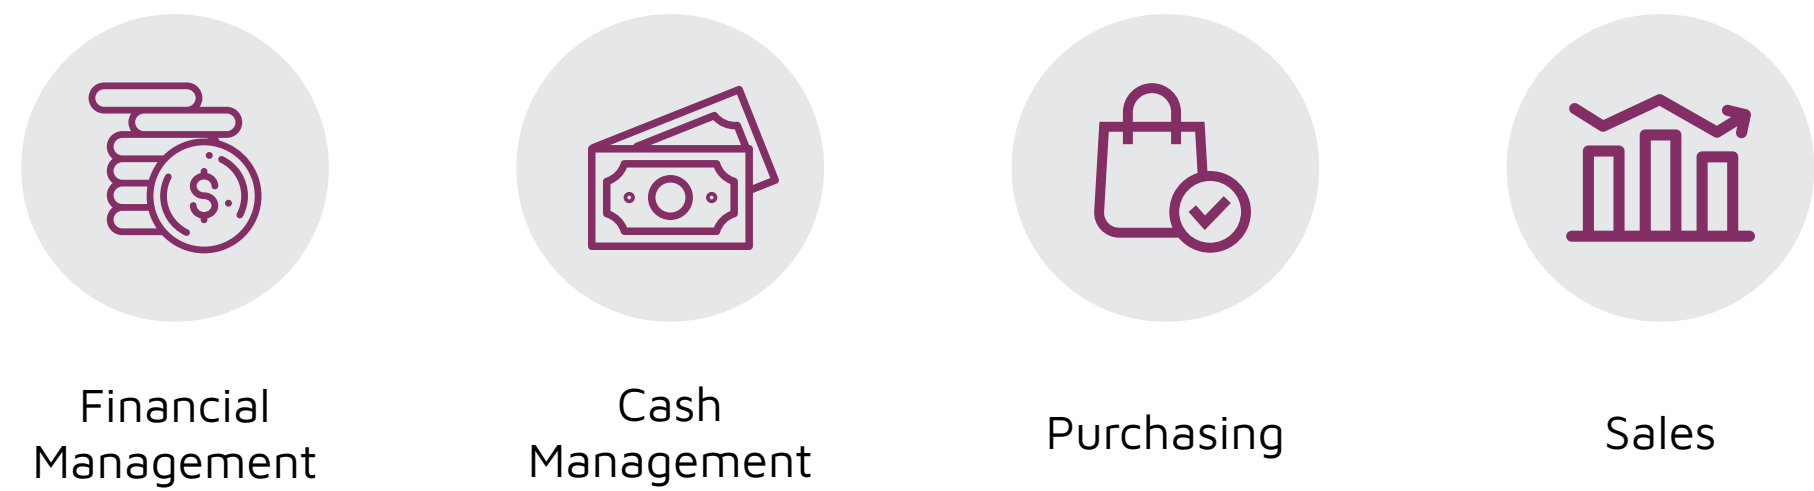 Financial
Management
Cash
Management
Purchasing
Sales